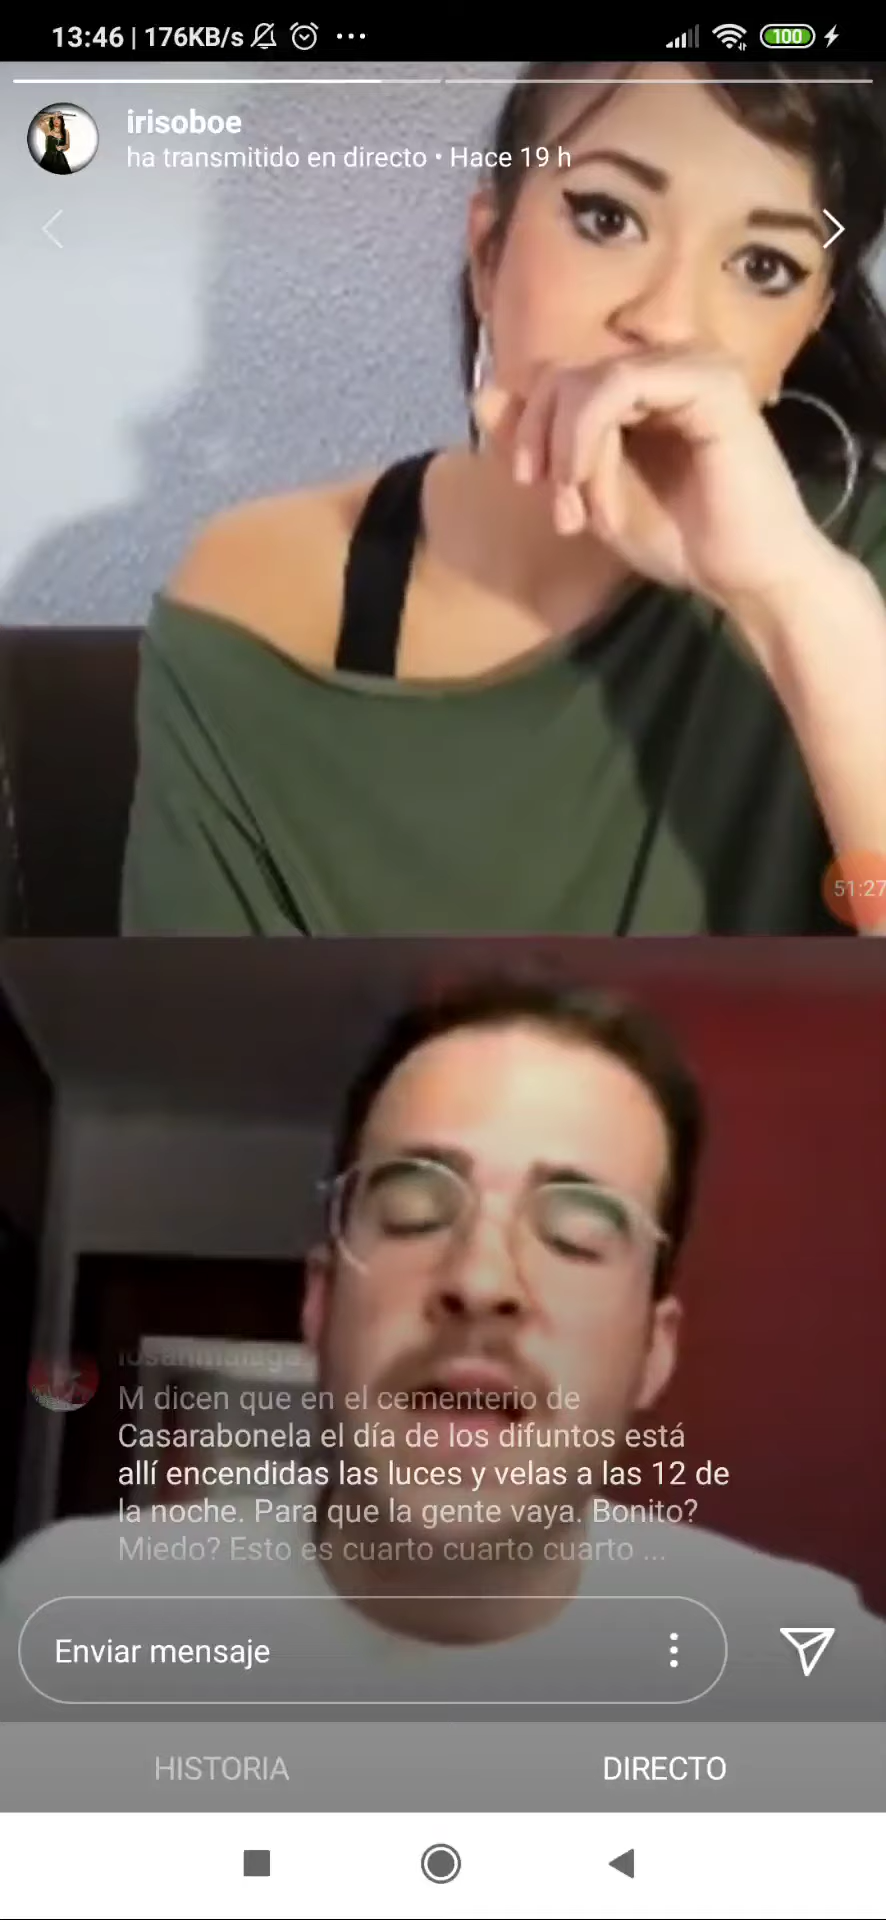 13:46 | 176KB/s
100
irisoboe
ha transmitido en directo • Hace 19 h
51:27
M dicen que en el cementerio de
Casarabonela el día de los difuntos está
allí encendidas las luces y velas a las 12 de
la noche. Para que la gente vaya. Bonito?
Miedo? Esto es cuarto cuarto cuarto ...
Enviar mensaje
HISTORIA
DIRECTO